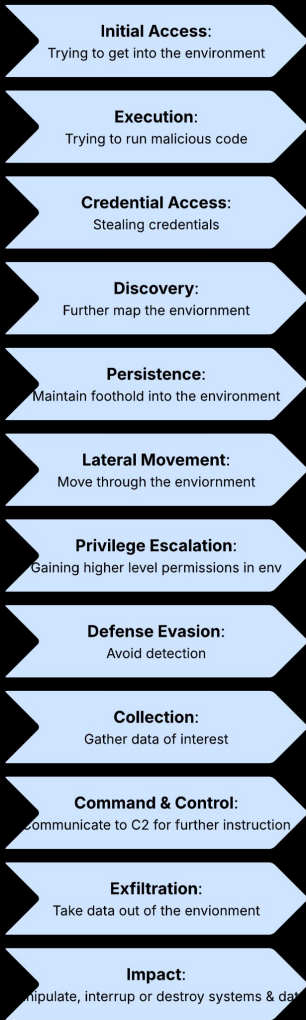 Initial Access:
Trying to get into the environment
Execution:
Trying to run malicious code
Credential Access:
Stealing credentials
Discovery:
Further map the enviornment
Persistence:
Maintain foothold into the environment
Lateral Movement:
Move through the enviornment
Privilege Escalation:
Gaining higher level permissions in env
Defense Evasion:
Avoid detection
Collection:
Gather data of interest
Command & Control:
Communicate to C2 for further instruction
Exfiltration:
Take data out of the envionment
Impact:
interrup or destroy systems &